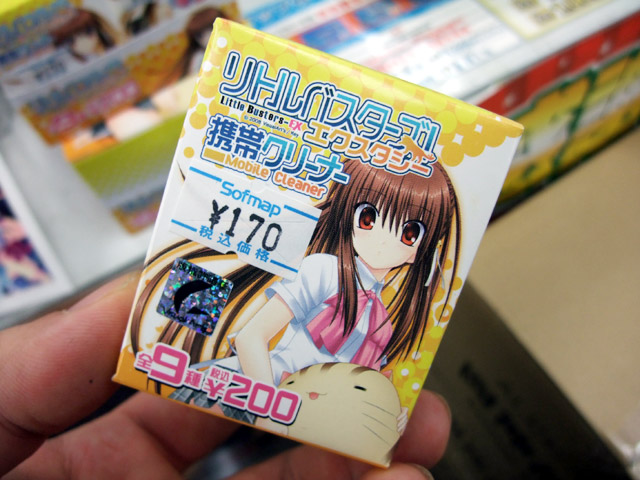 リトルバスターズ!
Little Busters-EX
エクスタシー
携帯クリーナー
Mobile Cleaner
Sofmap
¥170
税込価格
全9種 税込¥200